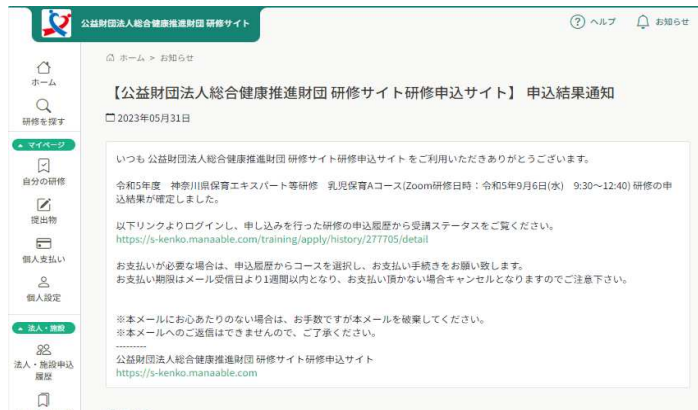 公益財団法人総合健康推進財団 研修サイト
ヘルプ
お知らせ
ホーム
研修を探す
マイページ
自分の研修
提出物
個人支払い
個人設定
法人・施設
法人・施設申込
履歴
ホーム > お知らせ
【公益財団法人総合健康推進財団 研修サイト研修申込サイト】 申込結果通知
2023年05月31日
いつも 公益財団法人総合健康推進財団 研修サイト研修申込サイト をご利用いただきありがとうございます。
令和5年度 神奈川県保育エキスパート等研修 乳児保育Aコース(Zoom研修日時：令和5年9月6日(水) 9:30～12:40) 研修の申
込結果が確定しました。
以下リンクよりログインし、申し込みを行った研修の申込履歴から受講ステータスをご覧ください。
https://s-kenko.manaable.com/training/apply/history/277705/detail
お支払いが必要な場合は、申込履歴からコースを選択し、お支払い手続きをお願い致します。
お支払い期限はメール受信日より1週間以内となり、お支払い頂かない場合キャンセルとなりますのでご注意下さい。
※本メールにお心あたりのない場合は、お手数ですが本メールを破棄してください。
※本メールへのご返信はできませんので、ご了承ください。
---------
公益財団法人総合健康推進財団 研修サイト研修申込サイト
https://s-kenko.manaable.com